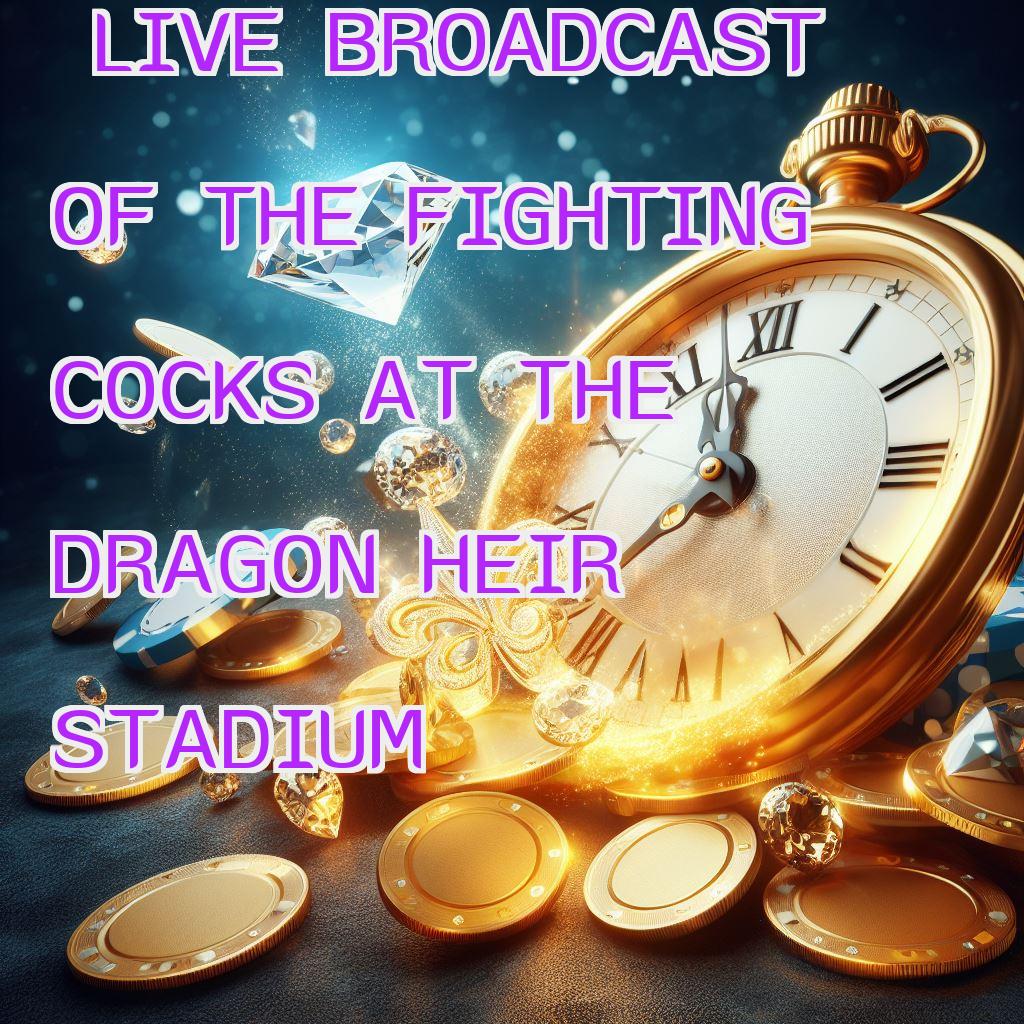 LIVE BROADCAST
OF THE FIGHTING
COCKS AT THE
DRAGON HEIR
STADIUM